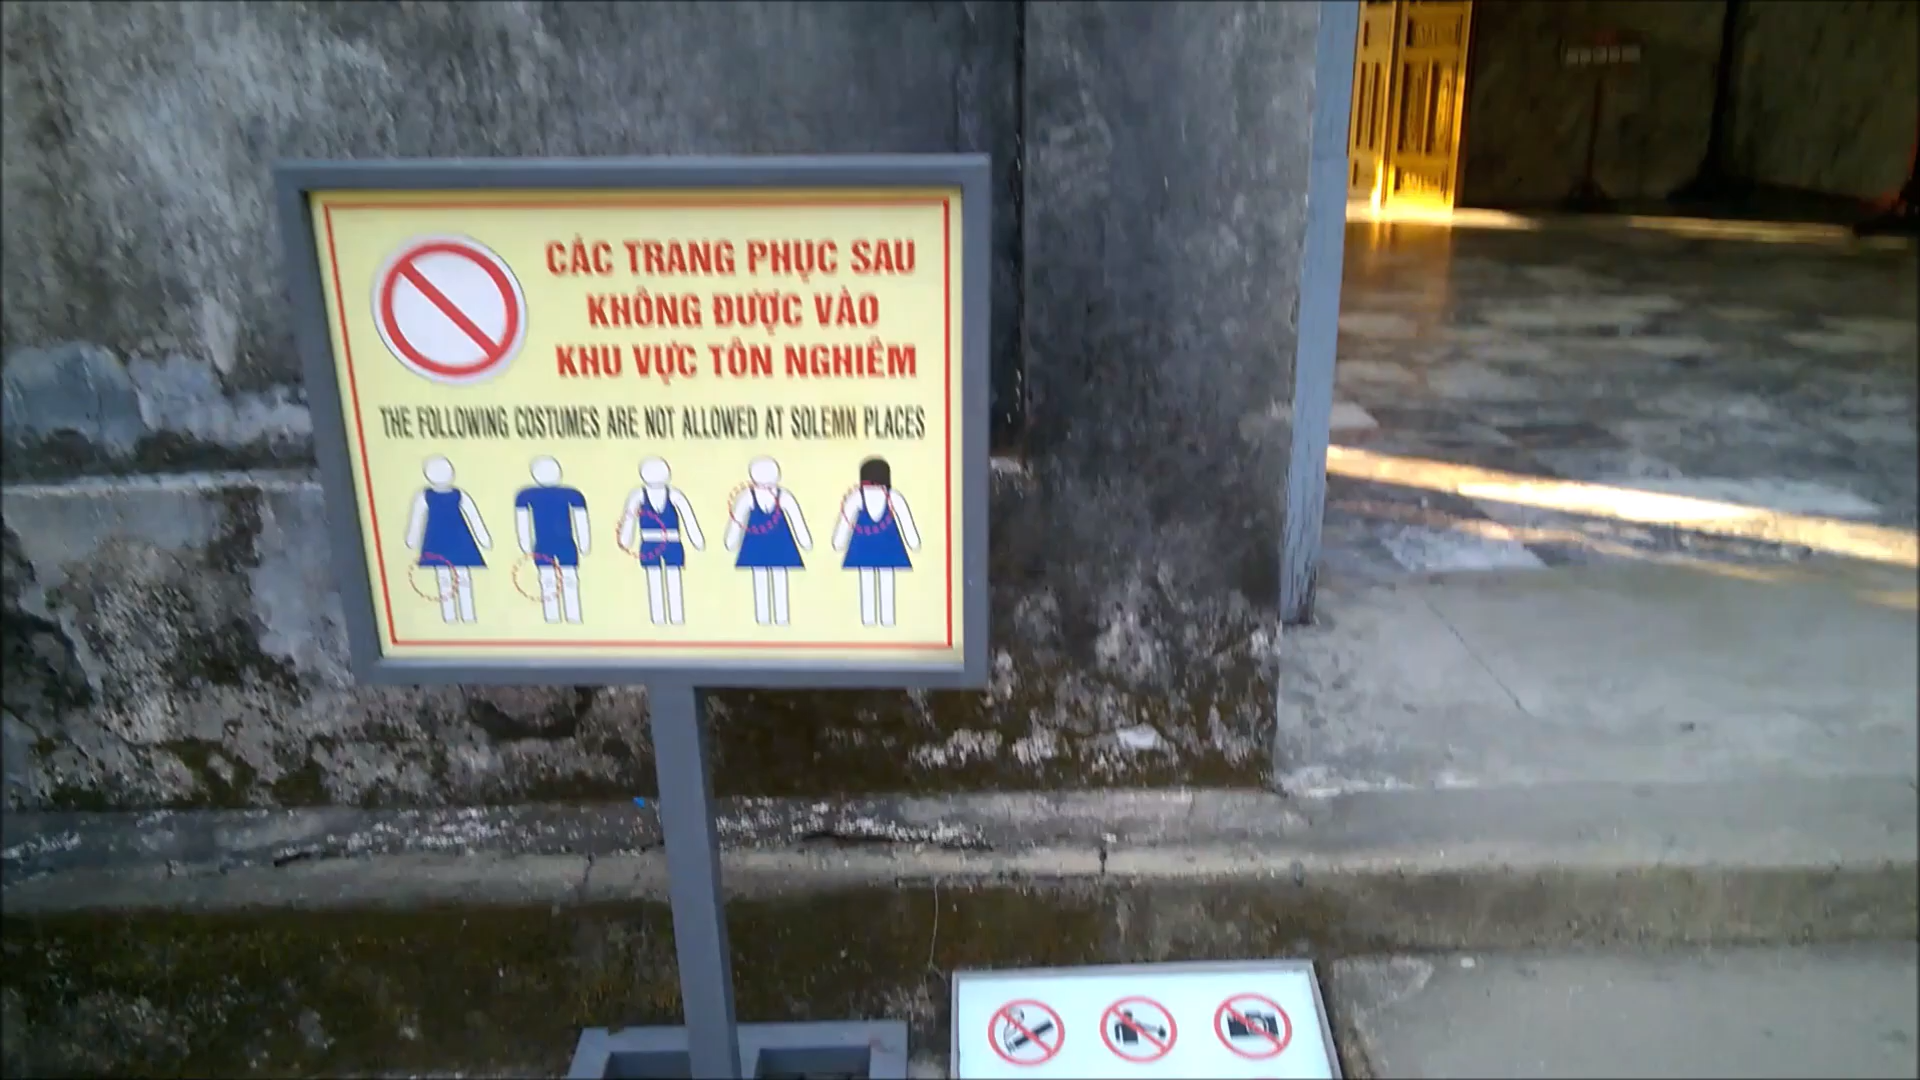 CÁC TRANG PHỤC SAU
KHÔNG ĐƯỢC VÀO
KHU VỰC TÔN NGHIÊM
THE FOLLOWING COSTUMES ARE NOT ALLOWED AT SOLEMN PLACES